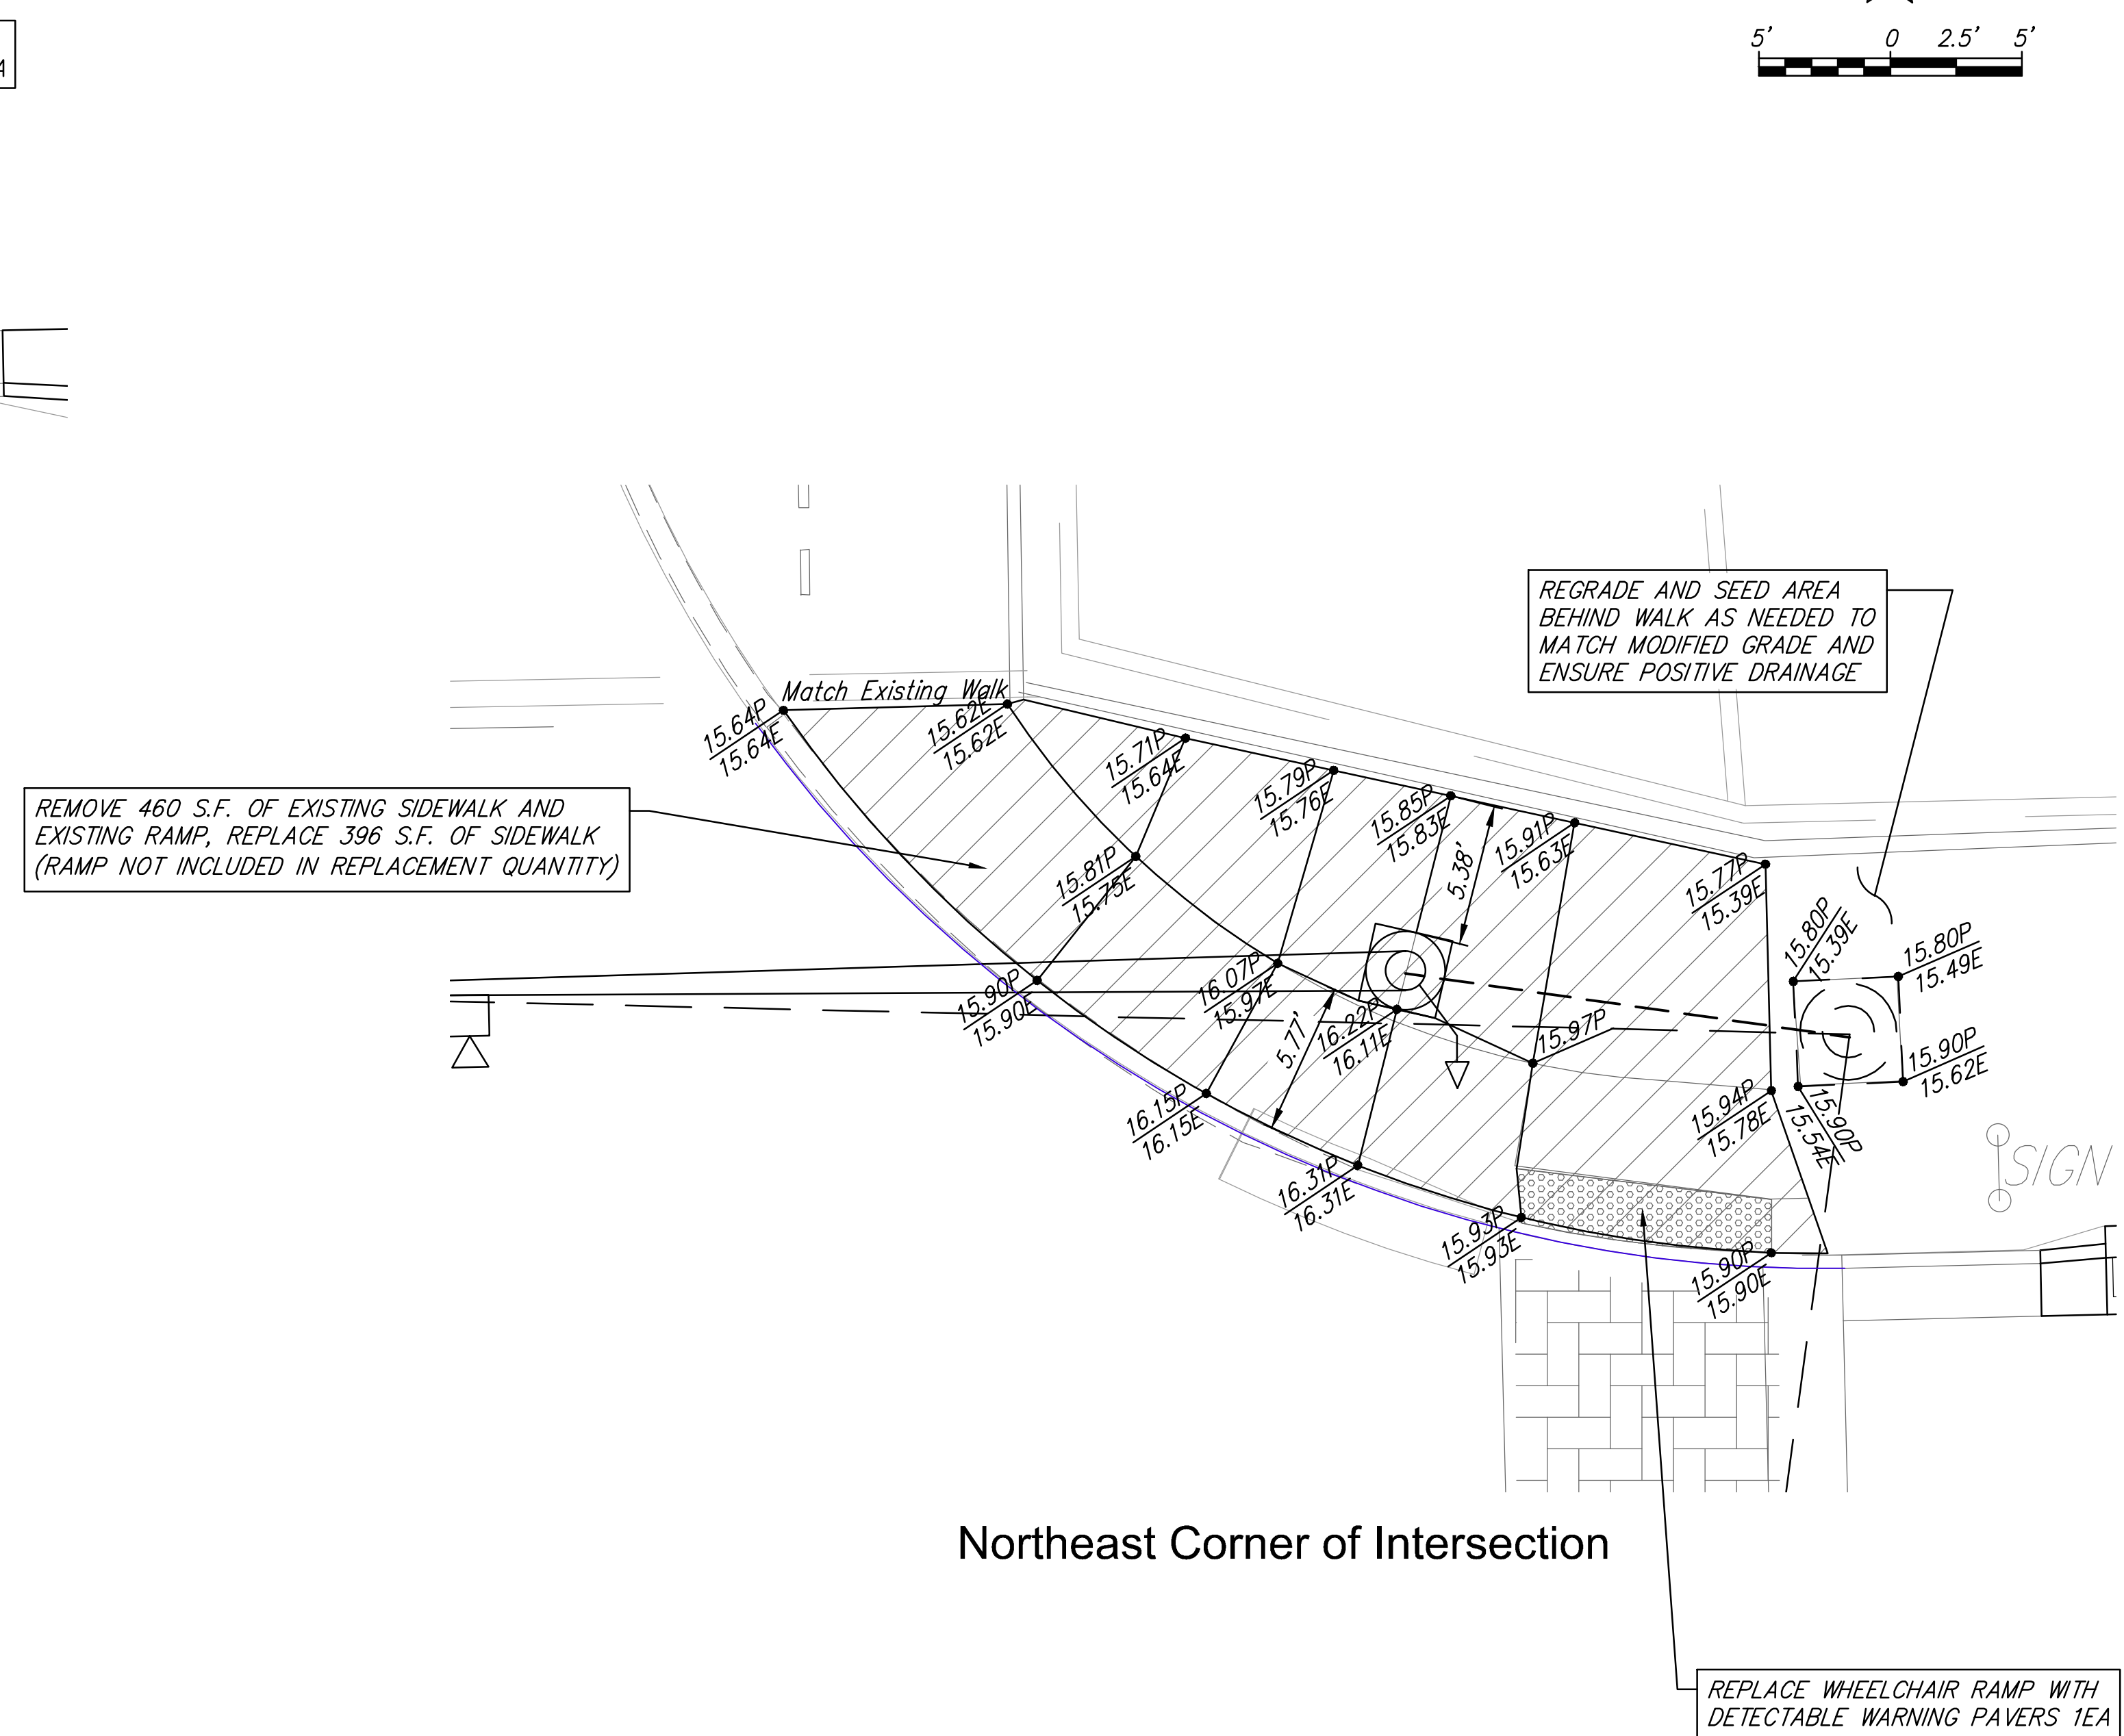 5' 0 2.5' 5'
REGRADE AND SEED AREA
BEHIND WALK AS NEEDED TO
MATCH MODIFIED GRADE AND
ENSURE POSITIVE DRAINAGE
Match Existing Walk
15.64P
15.64E
15.62E
15.62E
15.71P
15.64E
15.79P
15.76E
15.85P
15.83E
15.91P
15.63E
15.77P
15.39E
REMOVE 460 S.F. OF EXISTING SIDEWALK AND
EXISTING RAMP, REPLACE 396 S.F. OF SIDEWALK
(RAMP NOT INCLUDED IN REPLACEMENT QUANTITY)
5.38'
15.81P
15.75E
15.80P
15.39E
15.80P
15.49E
15.90P
15.90E
16.07P
15.97E
5.77'
16.22P
16.11E
15.97P
15.90P
15.62E
15.94P
15.78E
15.90P
15.54E
16.15P
16.15E
SIGN
16.31P
16.31E
15.93P
15.93E
15.90P
15.90E
Northeast Corner of Intersection
REPLACE WHEELCHAIR RAMP WITH
DETECTABLE WARNING PAVERS 1EA